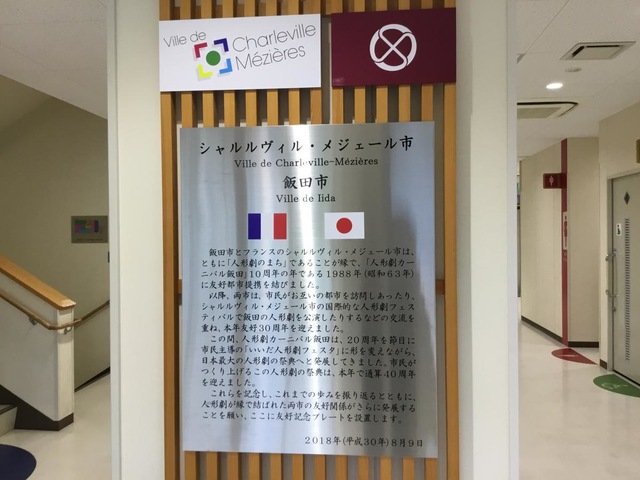 Ville de
Charleville
Mézières
シャルルヴィル・メジェール市
Ville de Charleville-Mézières
飯田市
Ville de Iida
飯田市とフランスのシャルルヴィル・メジェール市は、
ともに「人形劇のまち」であることが縁で、「人形劇カー
ニバル飯田」10周年の年である1988年(昭和63年)
に友好都市提携を結びました。
以降、両市は、市民がお互いの都市を訪問しあったり、
シャルルヴィル・メジェール市の国際的な人形劇フェス
ティバルで飯田の人形劇を公演したりするなどの交流を
重ね、本年友好30周年を迎えました。
この間、人形劇カーニバル飯田は、20周年を節目に
市民主導の「いいだ人形劇フェスタ」に形を変えながら、
日本最大の人形劇の祭典へと発展してきました。市民が
つくり上げるこの人形劇の祭典は、本年で通算40周年
を迎えました。
これらを記念し、これまでの歩みを振り返るとともに、
人形劇が縁で結ばれた両市の友好関係がさらに発展する
ことを願い、ここに友好記念プレートを設置します。
2018年(平成30年)8月9日